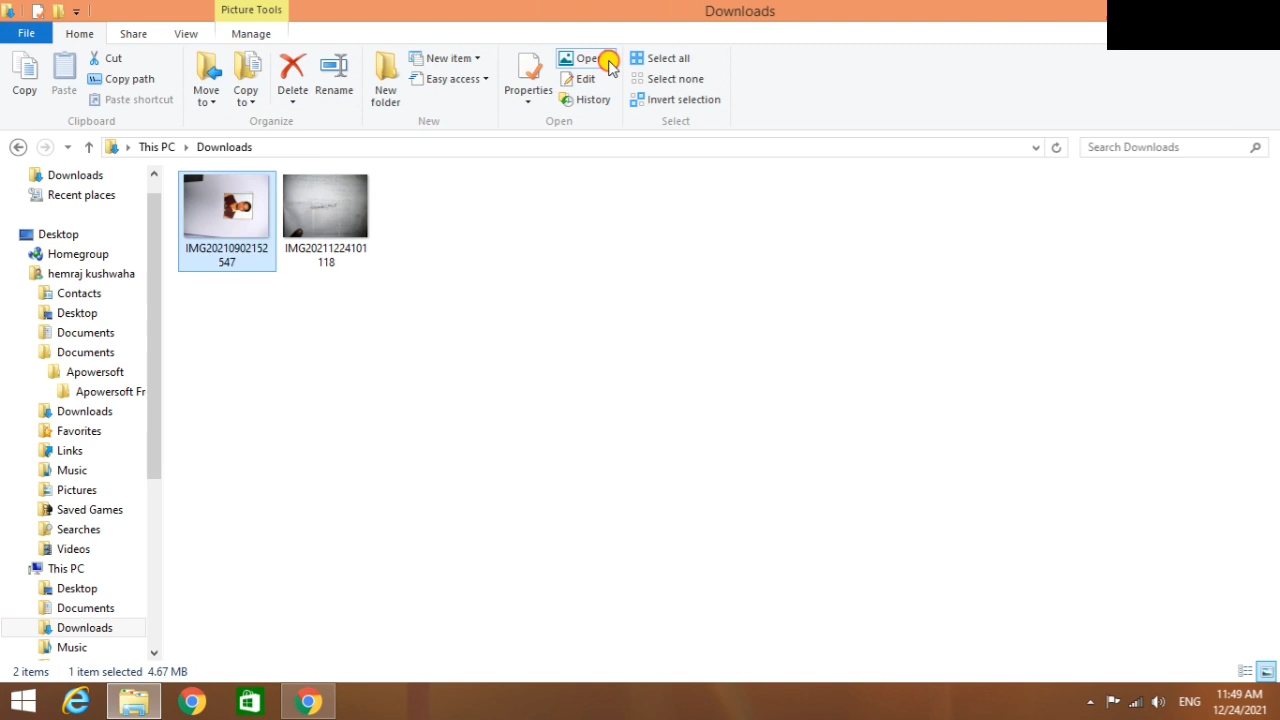 Picture Tools
Downloads
File
Home
Share
View
Manage
Copy
Paste
Cut
Copy path
Paste shortcut
Clipboard
Move to
Copy to
Delete
Rename
Organize
New folder
New item
Easy access
New
Properties
Edit
History
Open
Select all
Select none
Invert selection
Select
This PC
Downloads
Search Downloads
Downloads
Recent places
Desktop
Homegroup
hemraj kushwaha
Contacts
Desktop
Documents
Documents
Apowersoft
Apowersoft Fr
Downloads
Favorites
Links
Music
Pictures
Saved Games
Searches
Videos
This PC
Desktop
Documents
Downloads
Music
IMG20210902152
547
IMG20211224101
118
2 items
1 item selected 4.67 MB
ENG
11:49 AM
12/24/2021